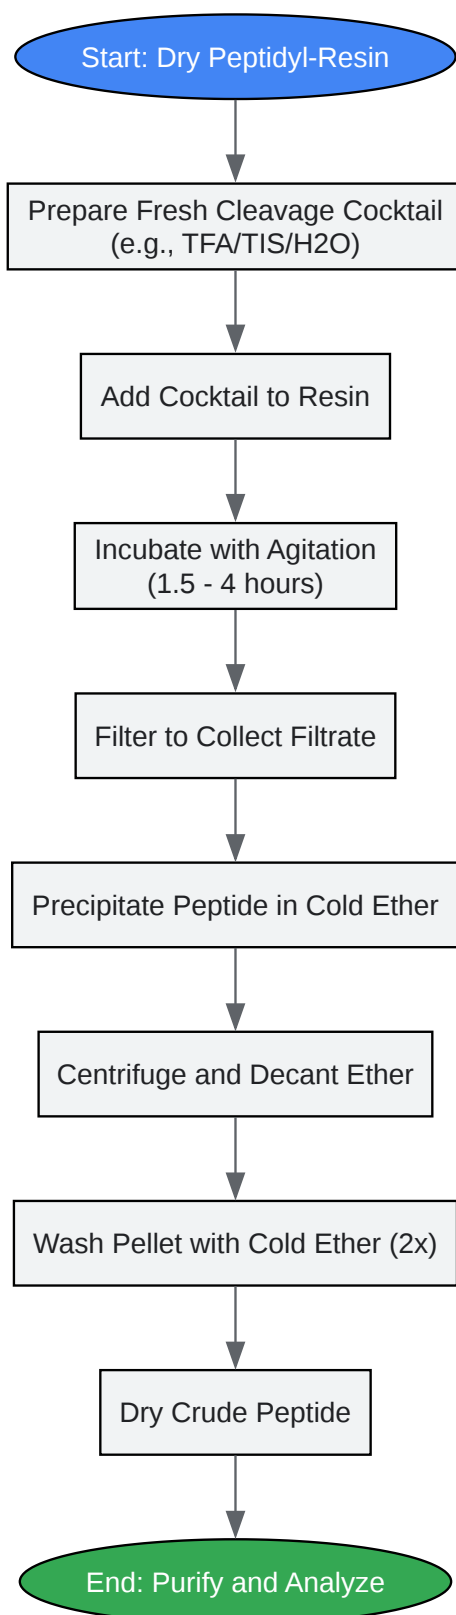 Start: Dry Peptidyl-Resin
Prepare Fresh Cleavage Cocktail
(e.g., TFA/TIS/H2O)
Add Cocktail to Resin
Incubate with Agitation
(1.5 - 4 hours)
Filter to Collect Filtrate
Precipitate Peptide in Cold Ether
Centrifuge and Decant Ether
Wash Pellet with Cold Ether (2x)
Dry Crude Peptide
End: Purify and Analyze